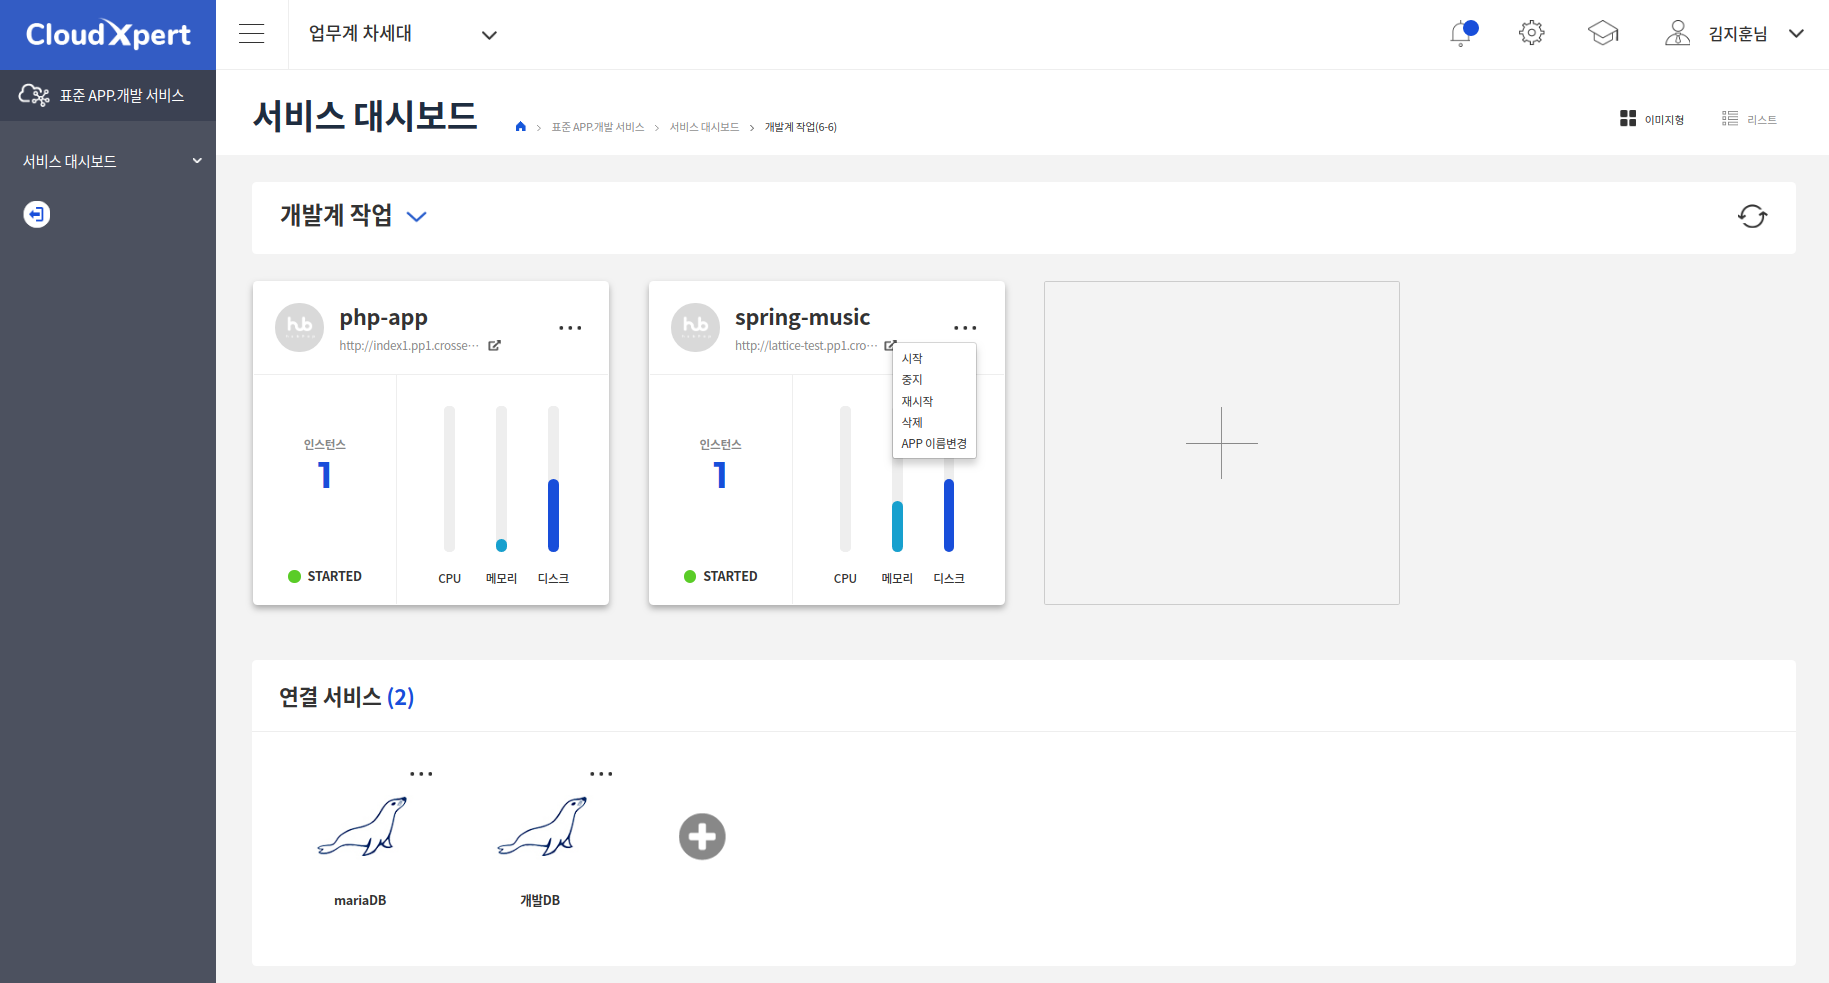 CloudXpert
업무계 차세대
김지훈님
표준 APP.개발 서비스
서비스 대시보드
서비스 대시보드
표준 APP.개발 서비스 > 서비스 대시보드 > 개발계 작업(6-6)
이미지형
리스트
개발계 작업
hub
php-app
http://index1.pp1.crosse···
인스턴스
1
STARTED
CPU
메모리
디스크
hub
spring-music
http://lattice-test.pp1.cro···
시작
중지
재시작
삭제
APP 이름변경
인스턴스
1
STARTED
CPU
메모리
디스크
연결 서비스 (2)
mariaDB
개발DB